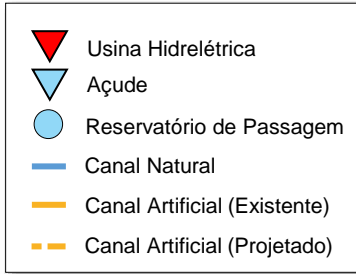 Usina Hidrelétrica
Açude
Reservatório de Passagem
Canal Natural
Canal Artificial (Existente)
Canal Artificial (Projetado)